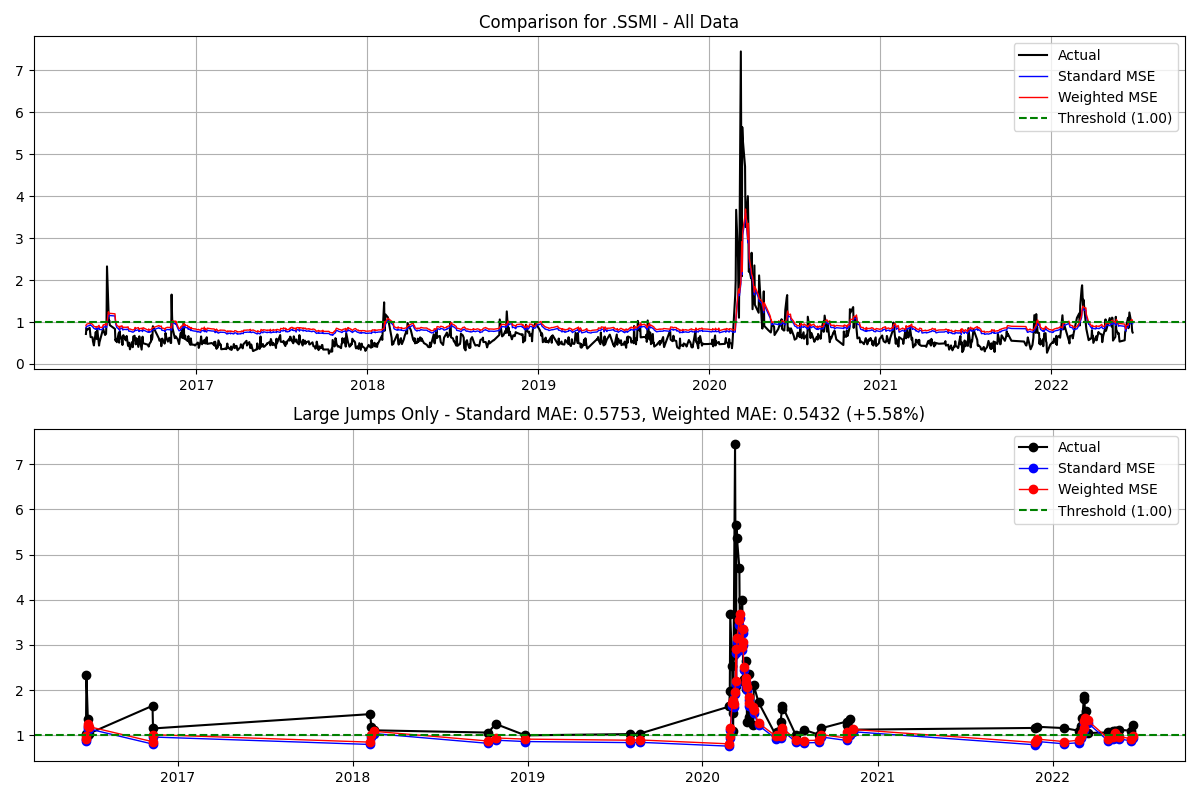 Comparison for .SSMI - All Data
7
6
5
4
3
2
1
0
Actual
Standard MSE
Weighted MSE
Threshold (1.00)
2017 2018 2019 2020 2021 2022
Large Jumps Only - Standard MAE: 0.5753, Weighted MAE: 0.5432 (+5.58%)
7
6
5
4
3
2
1
Actual
Standard MSE
Weighted MSE
Threshold (1.00)
2017 2018 2019 2020 2021 2022